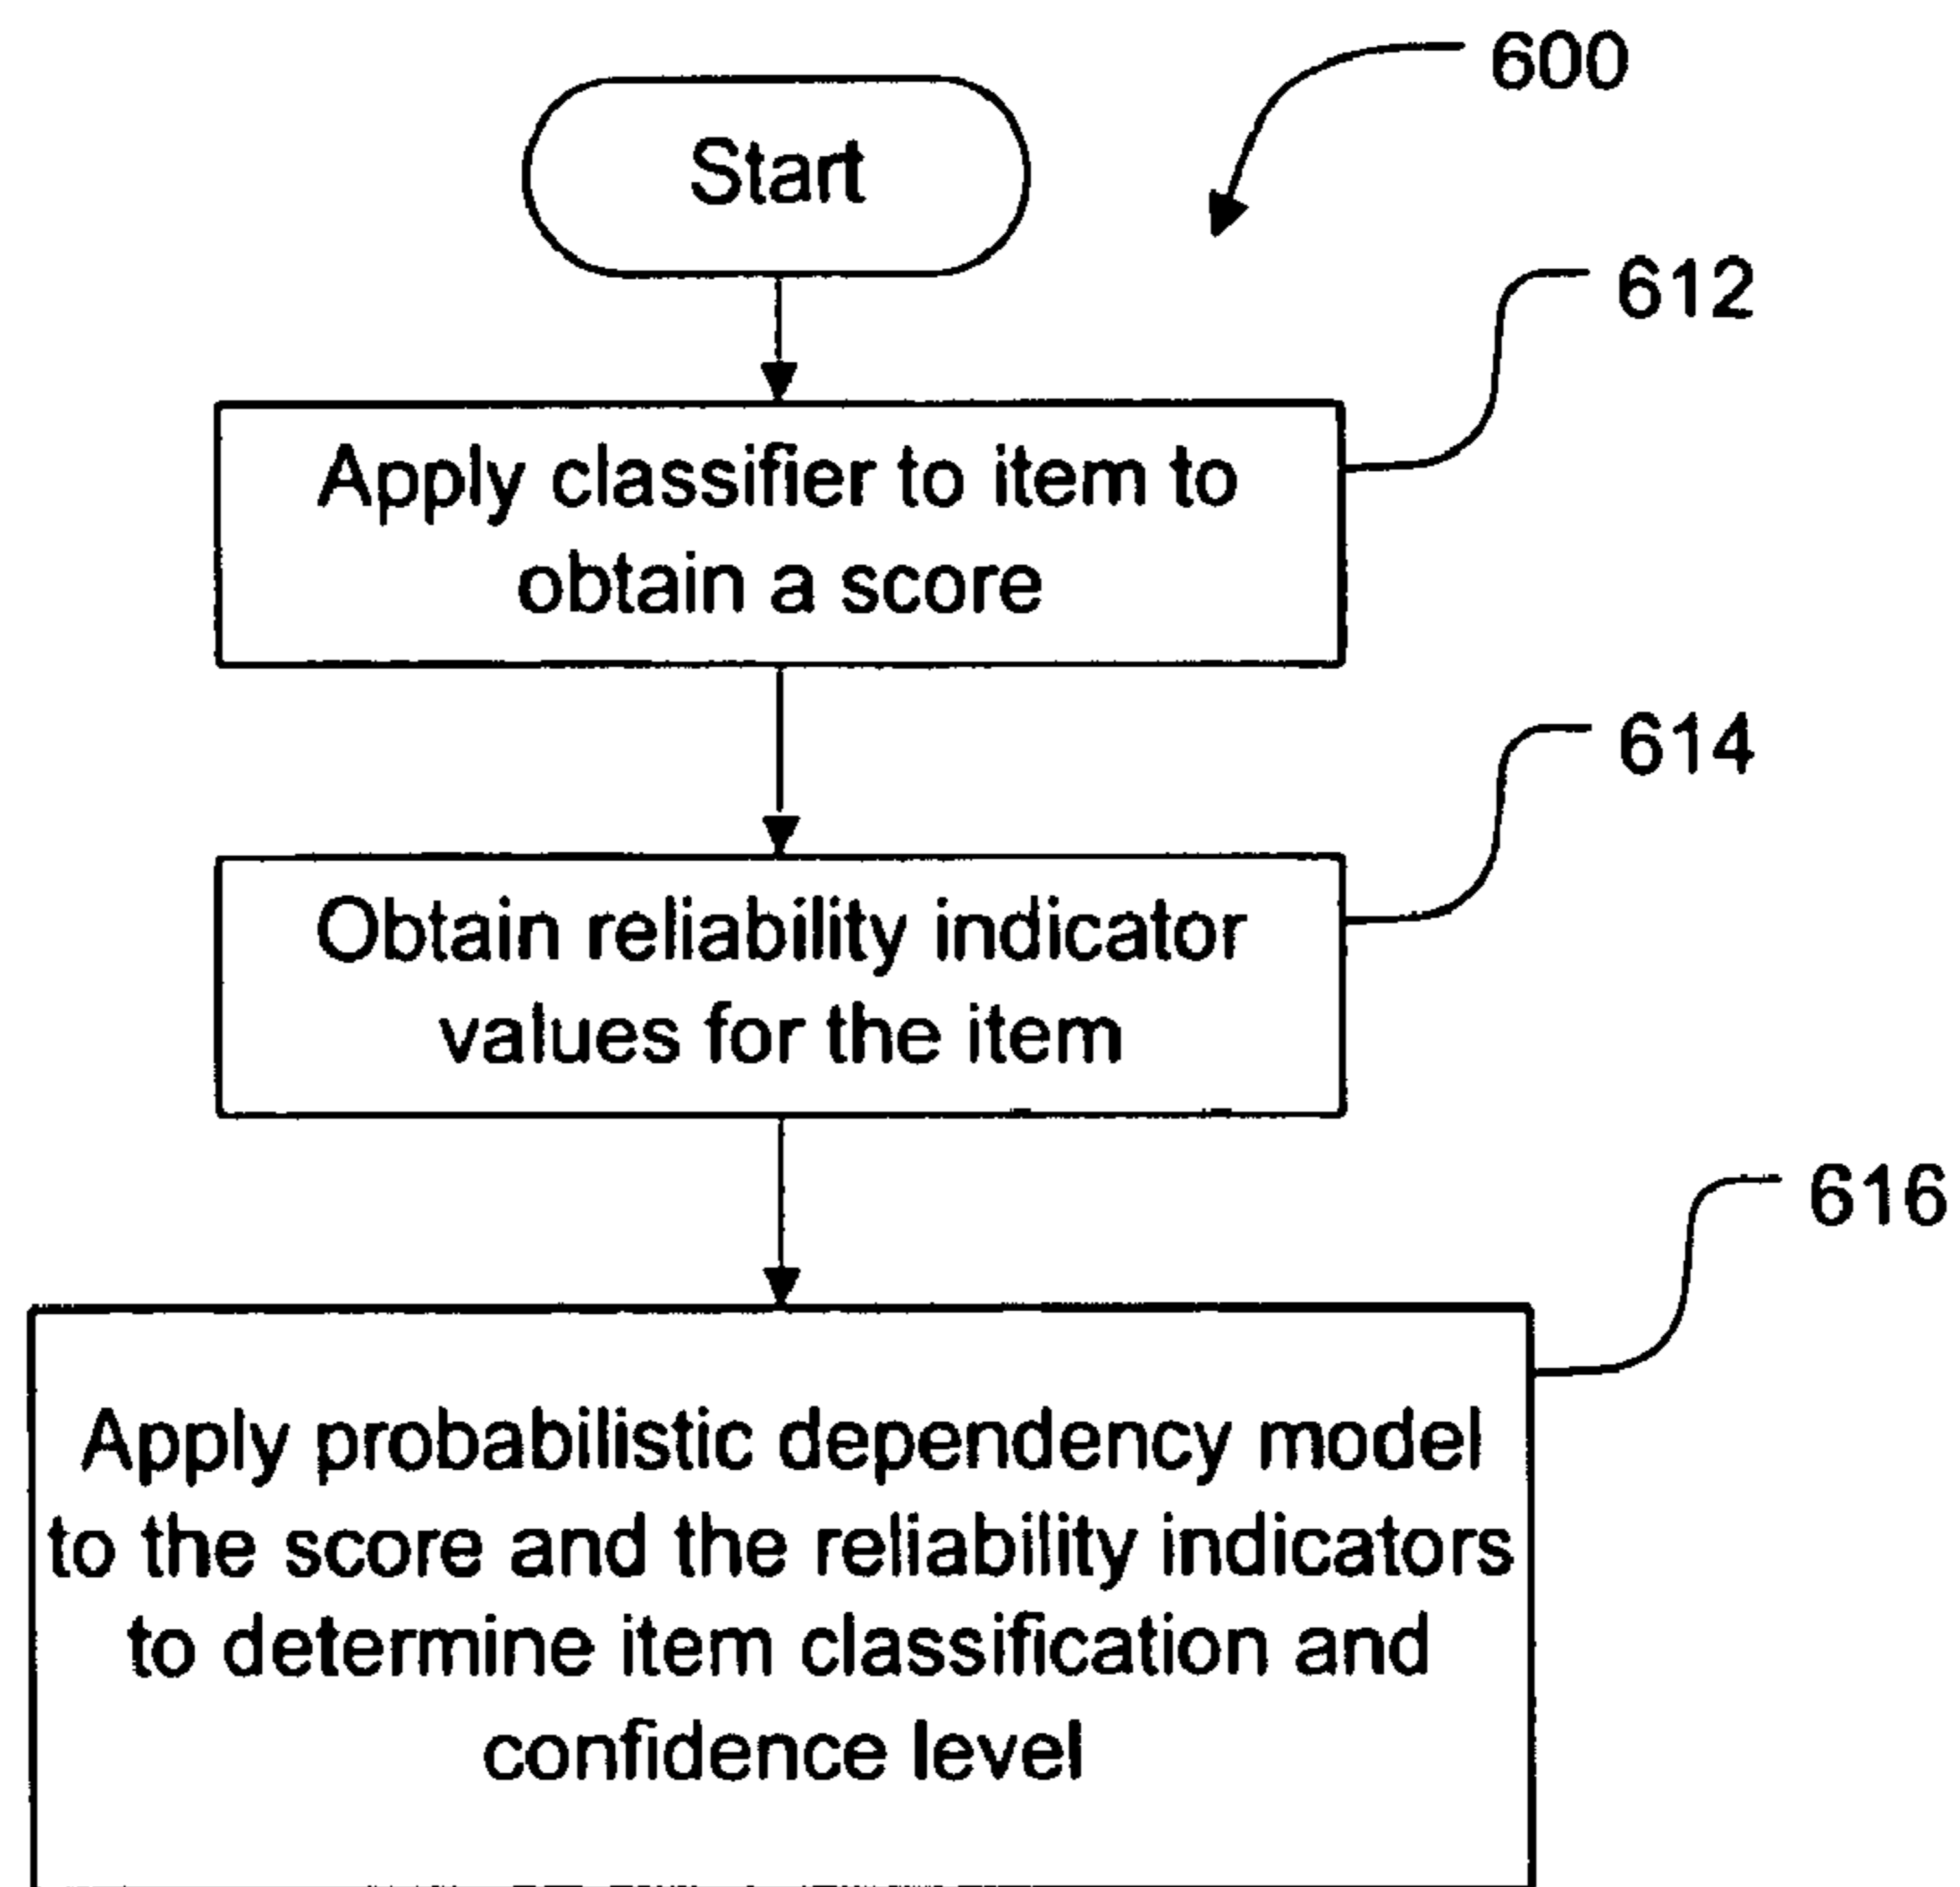 600
Start
612
Apply classifier to item to
obtain a score
614
Obtain reliability indicator
values for the item
616
Apply probabilistic dependency model
to the score and the reliability indicators
to determine item classification and
confidence level